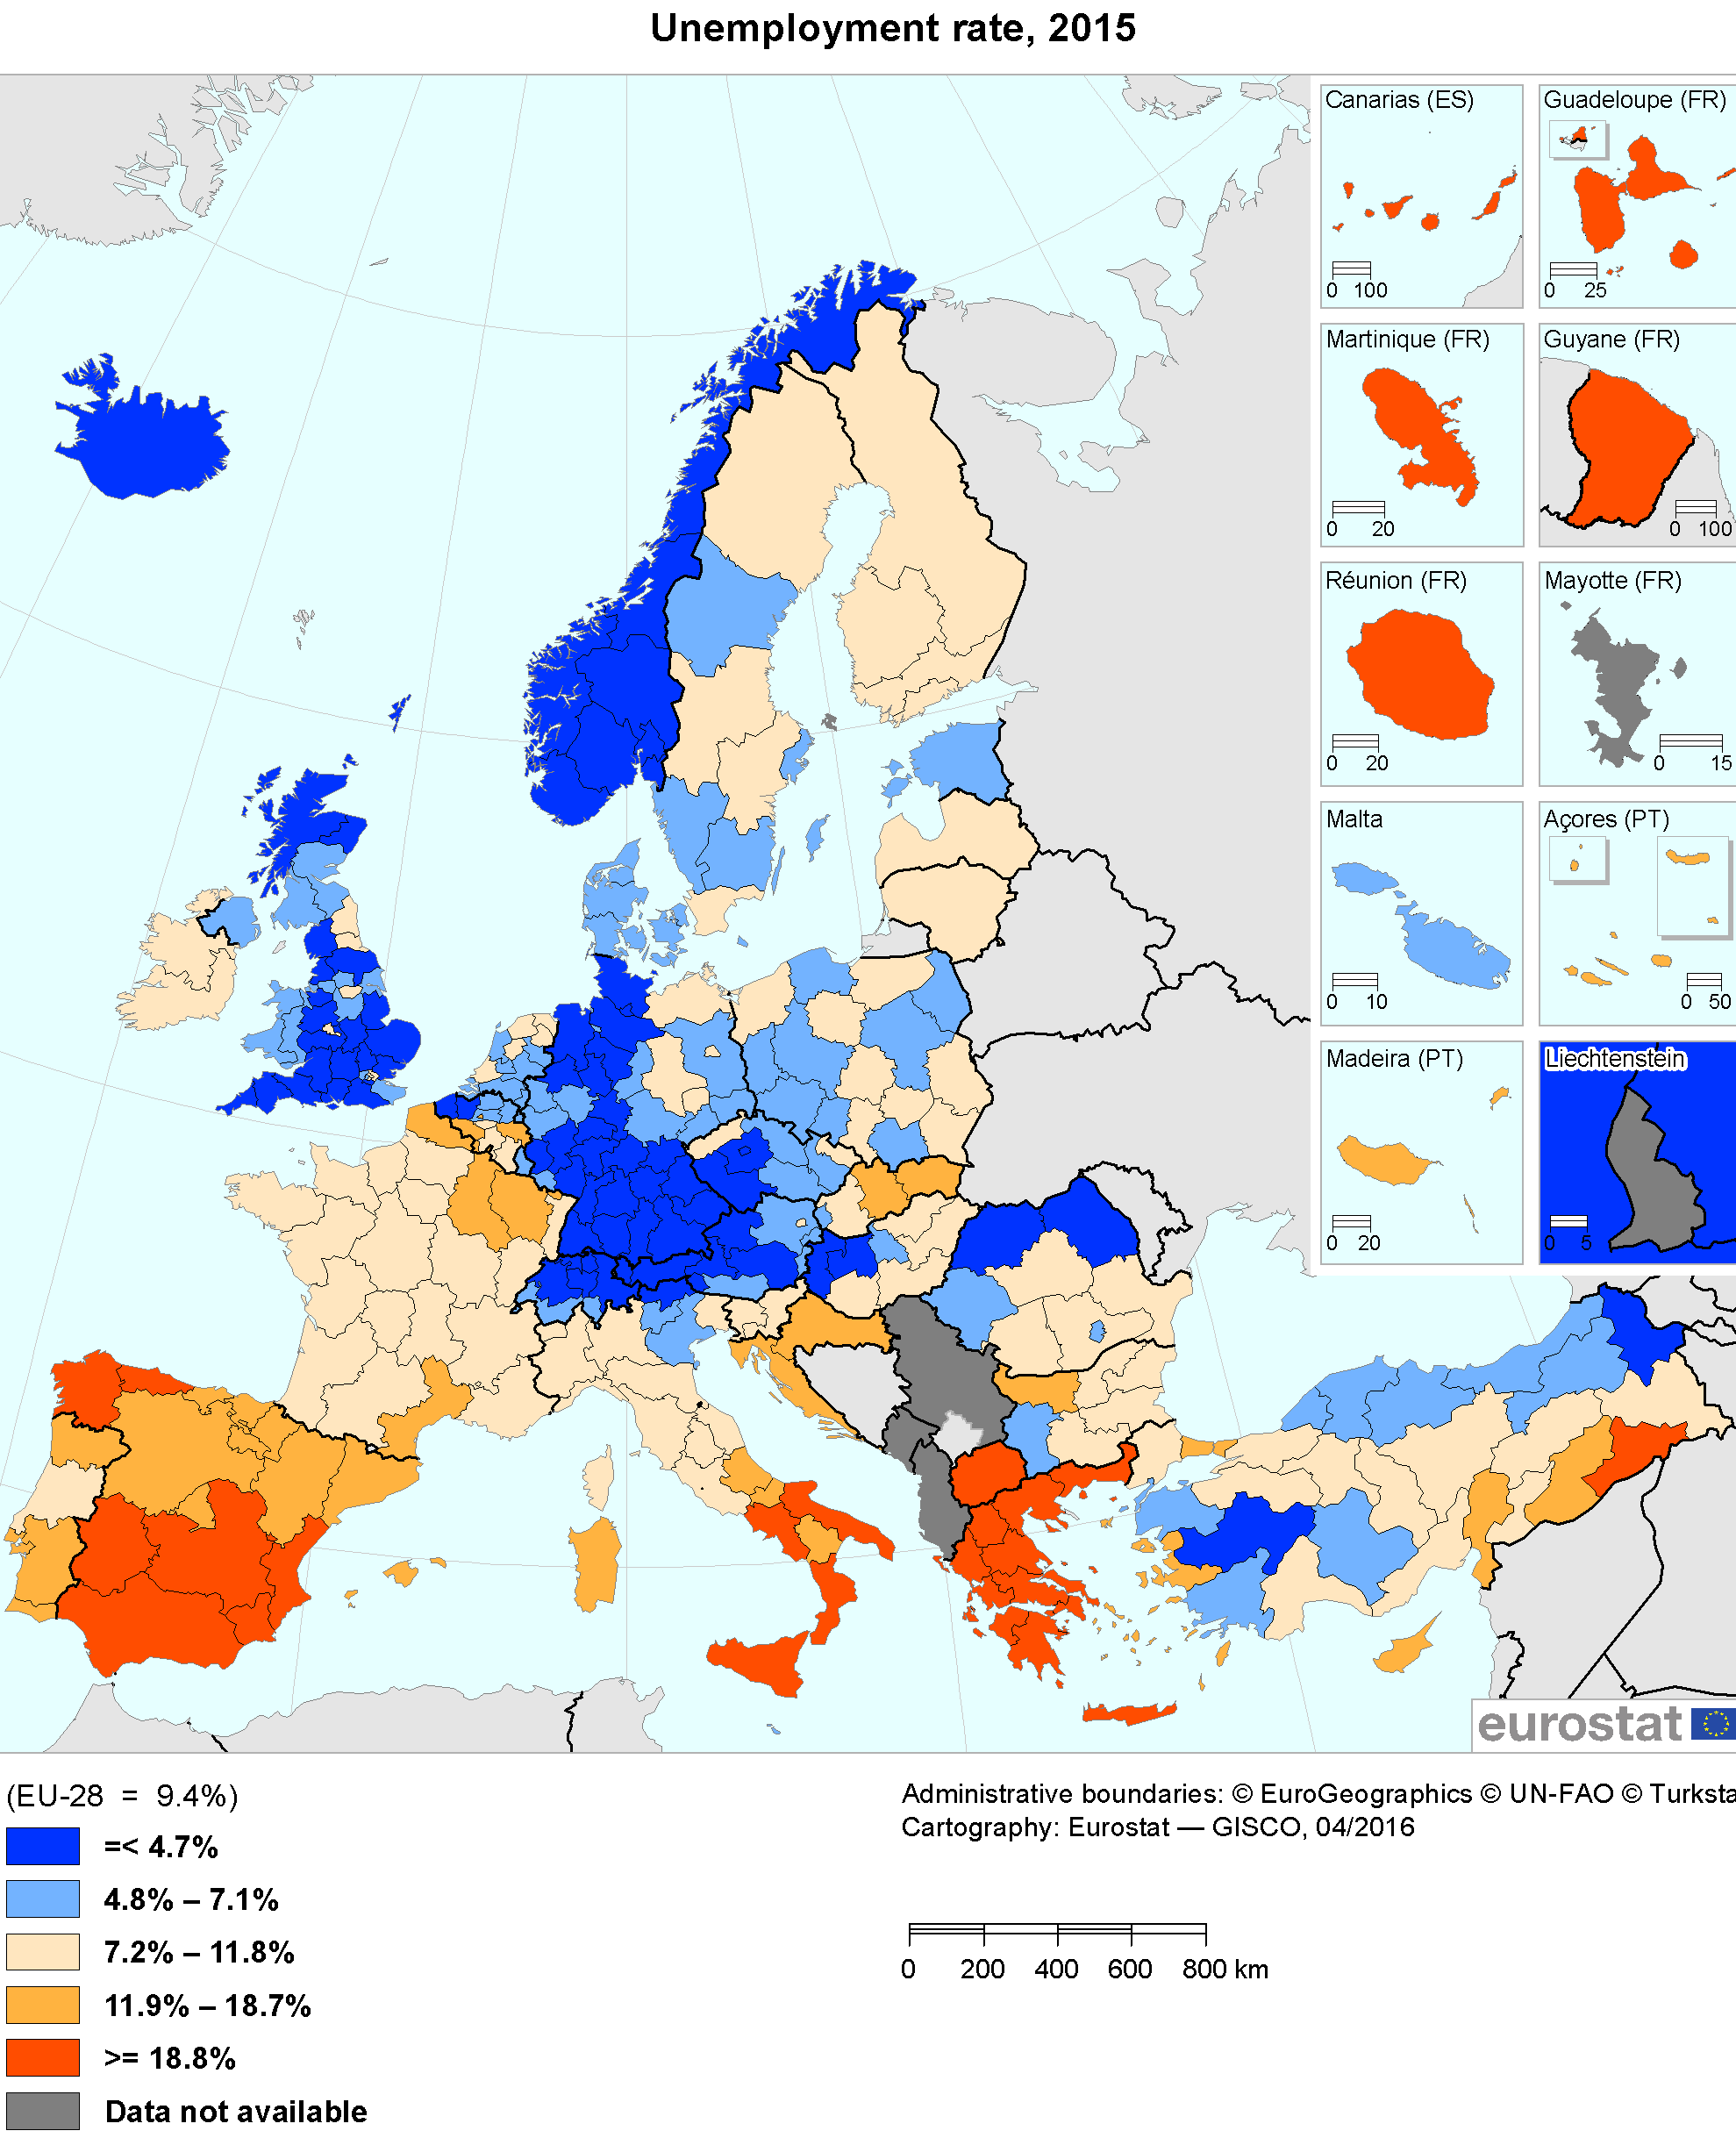 Unemployment rate, 2015
Canarias (ES)
0 100
Guadeloupe (FR)
0 25
Martinique (FR)
0 20
Guyane (FR)
0 100
Réunion (FR)
0 20
Mayotte (FR)
0 15
Malta
0 10
Açores (PT)
0 50
Madeira (PT)
0 20
Liechtenstein
0 5
eurostat
(EU-28 = 9.4%)
=< 4.7%
4.8% – 7.1%
7.2% – 11.8%
11.9% – 18.7%
>= 18.8%
Data not available
Administrative boundaries: © EuroGeographics © UN-FAO © Turksta
Cartography: Eurostat — GISCO, 04/2016
0 200 400 600 800 km